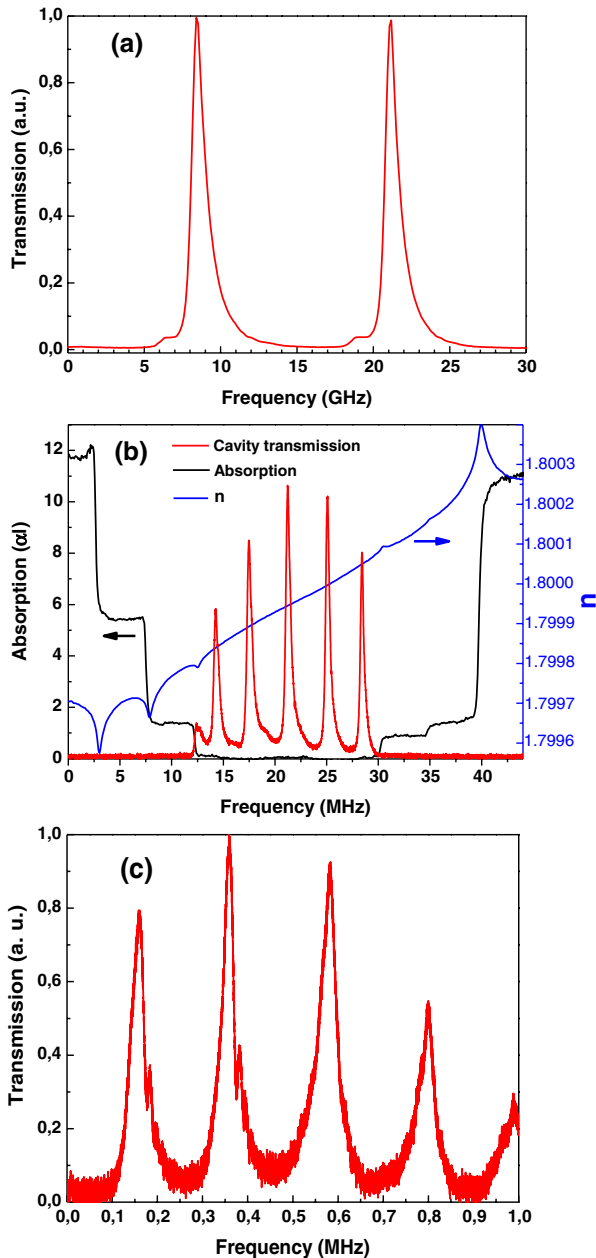 (a)
Transmission (a.u.)
1,0
0,8
0,6
0,4
0,2
0,0
0 5 10 15 20 25 30
Frequency (GHz)
(b)
Cavity transmission
Absorption
n
Absorption (αl)
12
10
8
6
4
2
0
1.8003
1.8002
1.8001
1.8000
1.7999
1.7998
1.7997
1.7996
n
0 5 10 15 20 25 30 35 40
Frequency (MHz)
(c)
Transmission (a. u.)
1,0
0,8
0,6
0,4
0,2
0,0
0,0 0,1 0,2 0,3 0,4 0,5 0,6 0,7 0,8 0,9 1,0
Frequency (MHz)